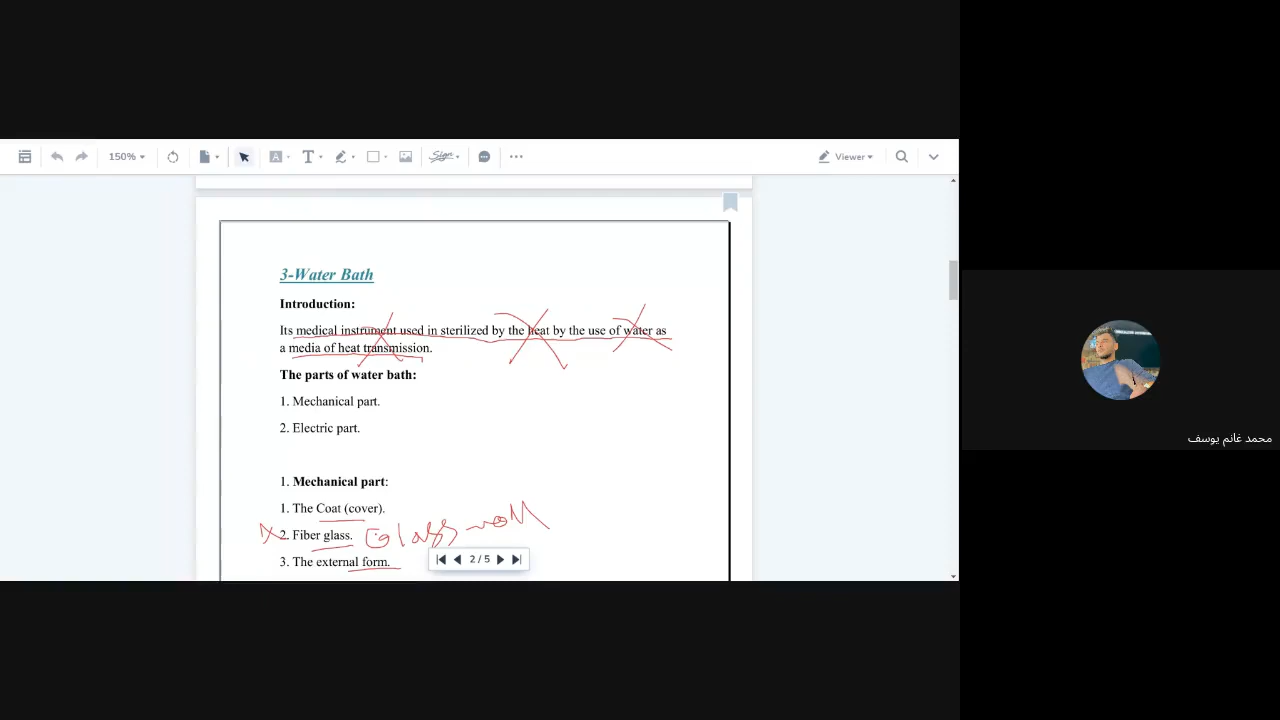 150%
Sign
Viewer
3-Water Bath
Introduction:
Its medical instrument used in sterilized by the heat by the use of water as
a media of heat transmission.
The parts of water bath:
1. Mechanical part.
2. Electric part.
1. Mechanical part:
1. The Coat (cover).
X 2. Fiber glass. Glass woll
3. The external form.
2 / 5
محمد غانم يوسف